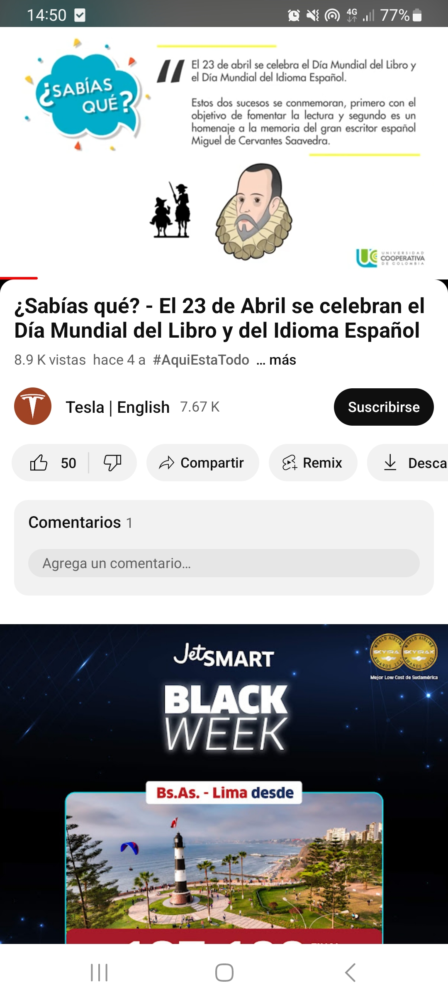 14:50
4G
77%
¿SABÍAS
QUÉ?
El 23 de abril se celebra el Día Mundial del Libro y
el Día Mundial del Idioma Español.
Estos dos sucesos se conmemoran, primero con el
objetivo de fomentar la lectura y segundo es un
homenaje a la memoria del gran escritor español
Miguel de Cervantes Saavedra.
UNIVERSIDAD
COOPERATIVA
DE COLOMBIA
¿Sabías qué? - El 23 de Abril se celebran el
Día Mundial del Libro y del Idioma Español
8.9 K vistas hace 4 a #AquiEstaTodo ... más
Tesla | English 7.67 K
Suscribirse
50
Compartir
Remix
Desca
Comentarios 1
Agrega un comentario...
JetSMART
WORLD AIRLINE
SKYTRAX
AWARDS
Mejor Low Cost de Sudamérica
BLACK
WEEK
Bs.As. - Lima desde